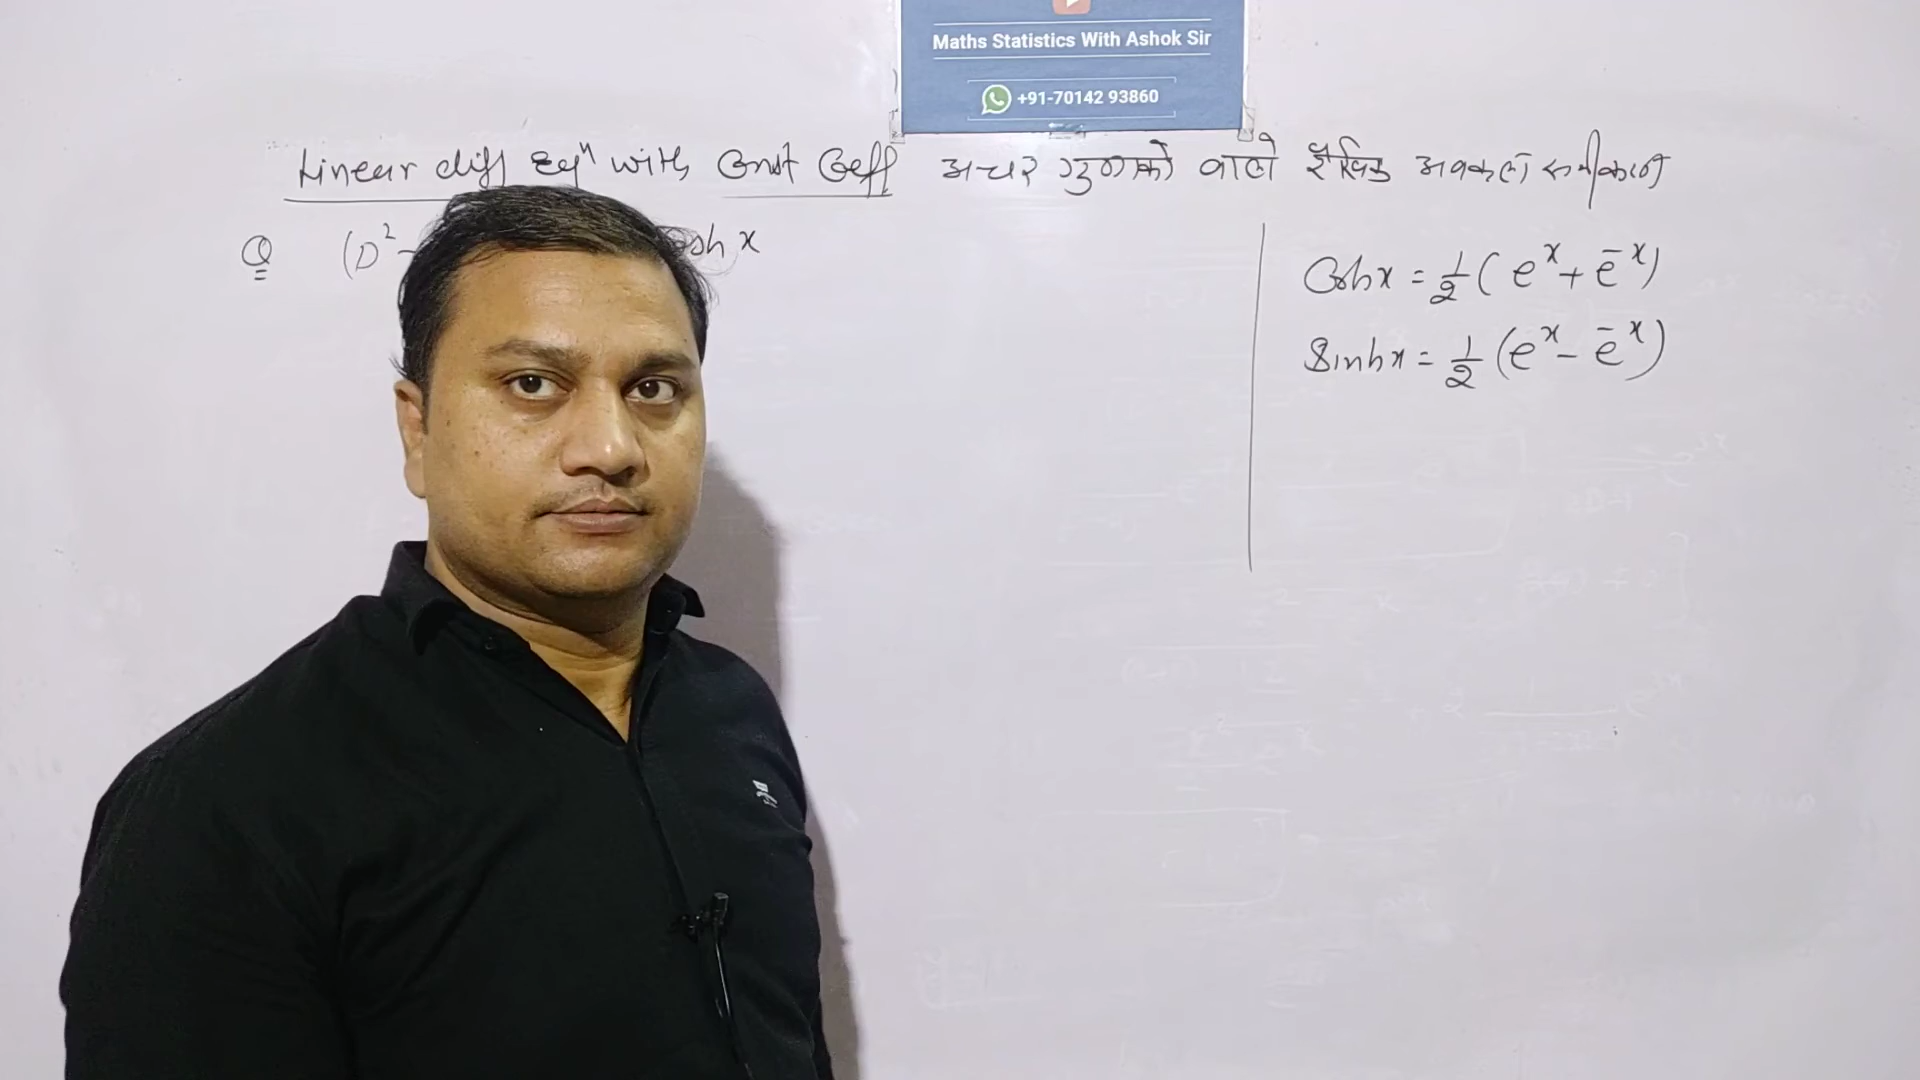 Maths Statistics With Ashok Sir
+91-70142 93860
Linear diff Eqⁿ with Const Coeff अचर गुणांको वाली रैखिक अवकल समीकरण
Q (D² - osh x
Coshx = 1/2 ( eˣ + e⁻ˣ)
Sinhx = 1/2 (eˣ - e⁻ˣ)